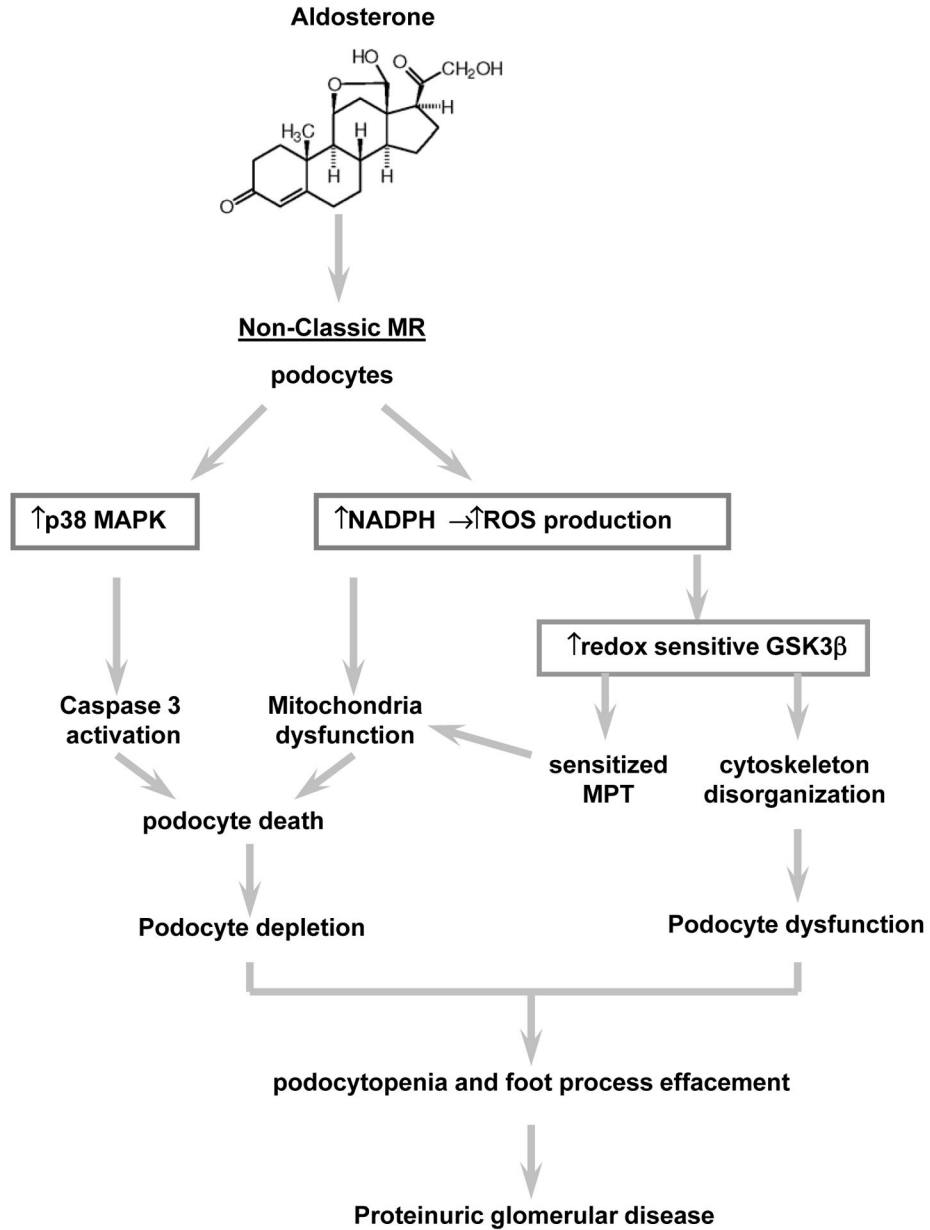 Aldosterone
HO
O
CH2OH
O
H
H3C
H
H
H
O
Non-Classic MR
podocytes
↑p38 MAPK
↑NADPH →↑ROS production
↑redox sensitive GSK3β
Caspase 3
activation
Mitochondria
dysfunction
sensitized
MPT
cytoskeleton
disorganization
podocyte death
Podocyte depletion
Podocyte dysfunction
podocytopenia and foot process effacement
Proteinuric glomerular disease